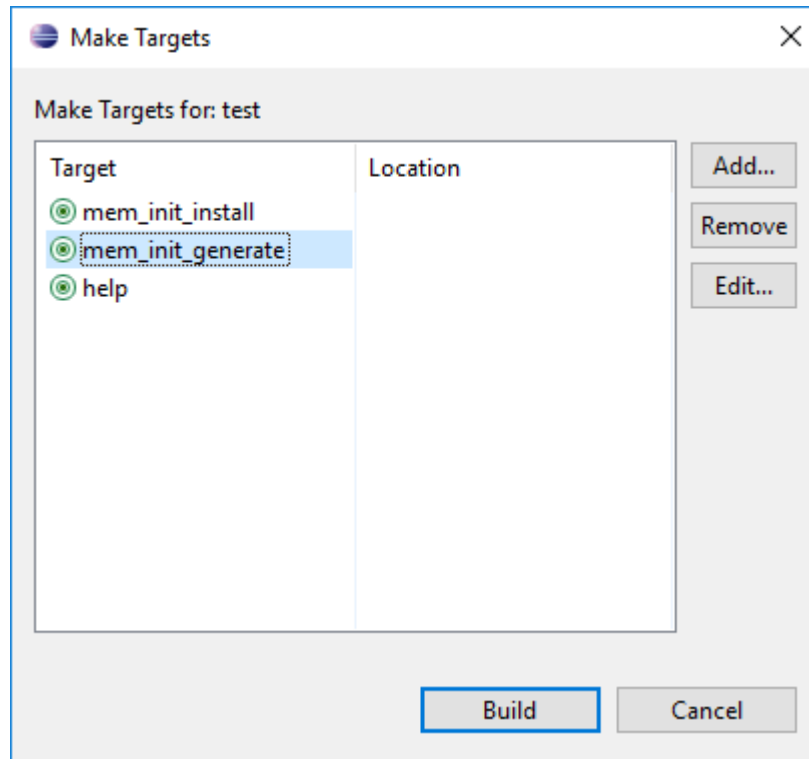 Make Targets
Make Targets for: test
Target Location
Add...
mem_init_install
Remove
mem_init_generate
help
Edit...
Build Cancel